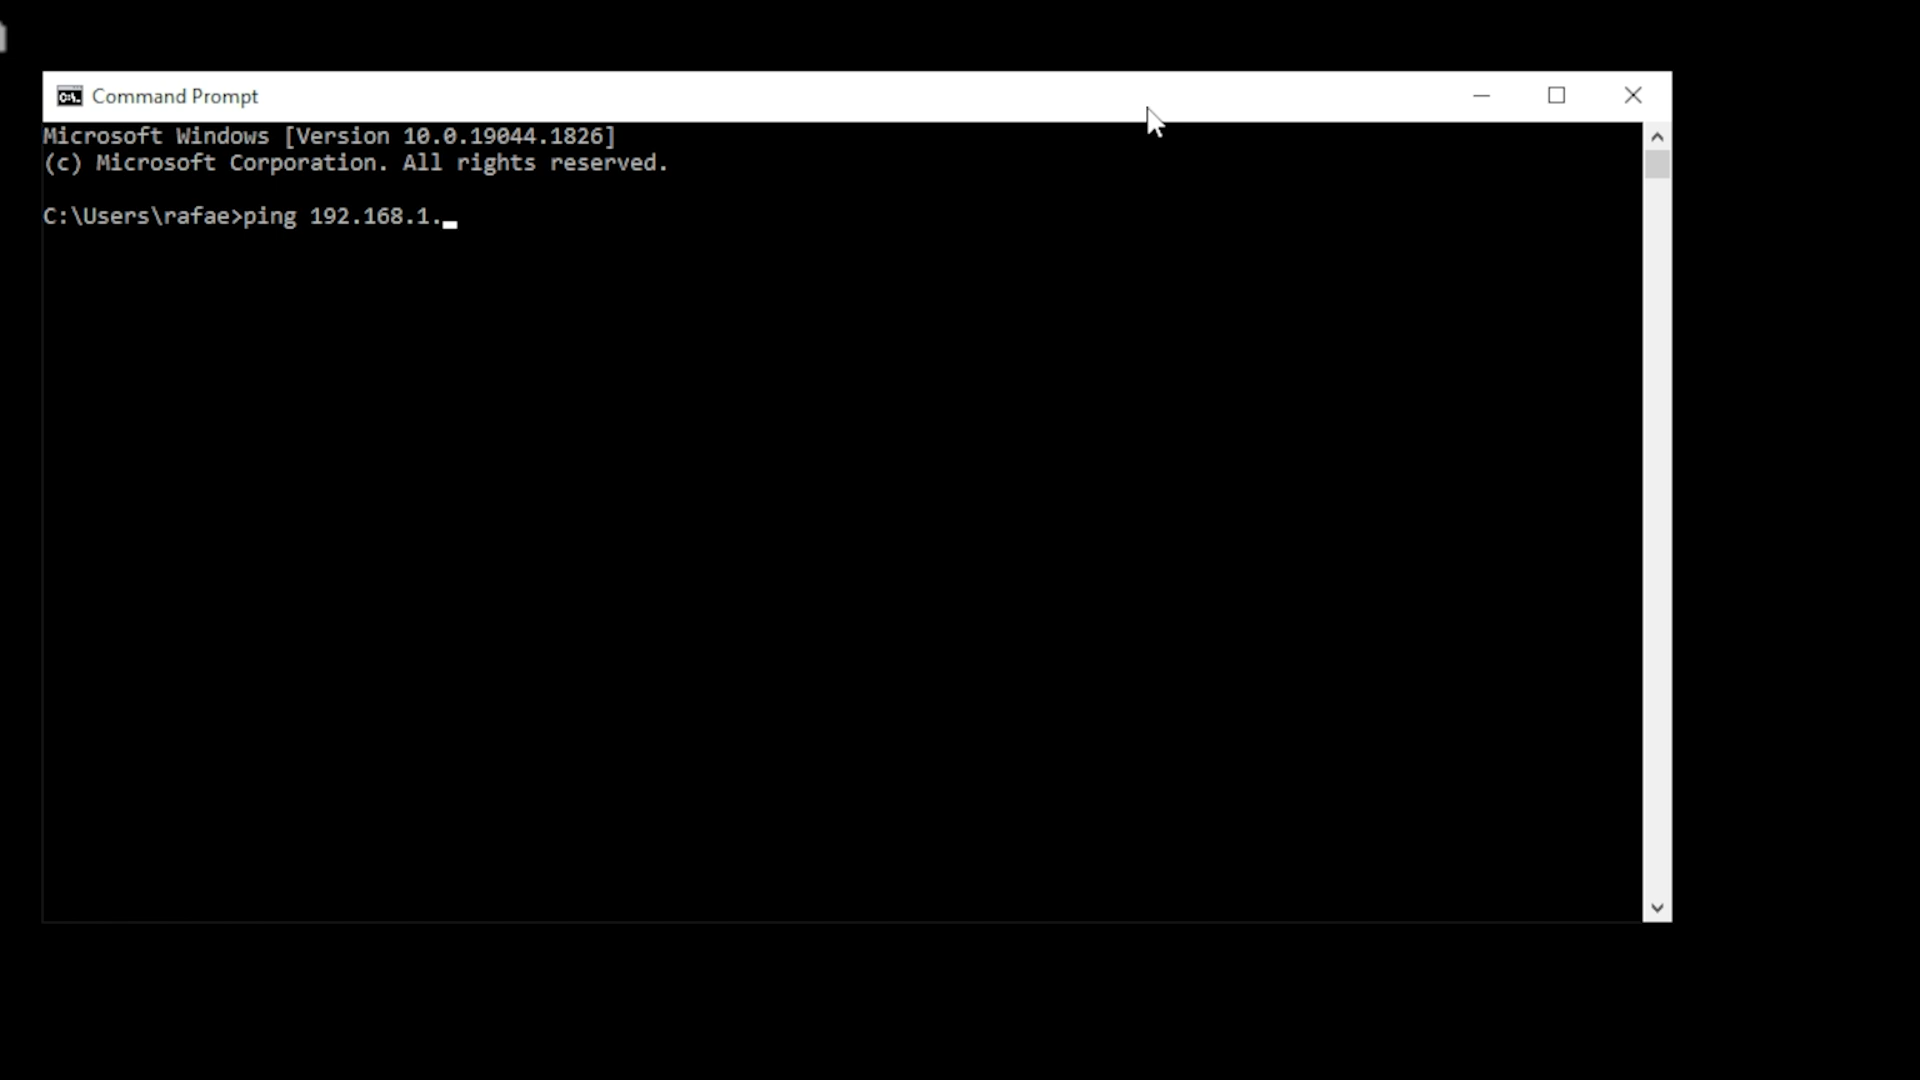 Command Prompt
Microsoft Windows [Version 10.0.19044.1826]
(c) Microsoft Corporation. All rights reserved.
C:\Users\rafae>ping 192.168.1.